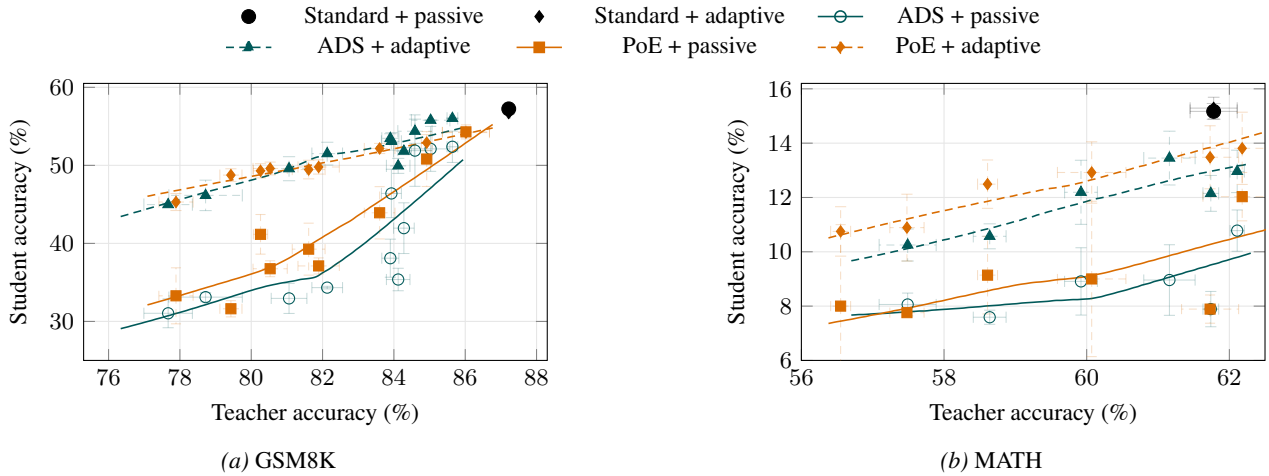 Standard + passive Standard + adaptive ADS + passive
ADS + adaptive PoE + passive PoE + adaptive
Student accuracy (%)
60
50
40
30
76 78 80 82 84 86 88
Teacher accuracy (%)
(a) GSM8K
Student accuracy (%)
16
14
12
10
8
6
56 58 60 62
Teacher accuracy (%)
(b) MATH